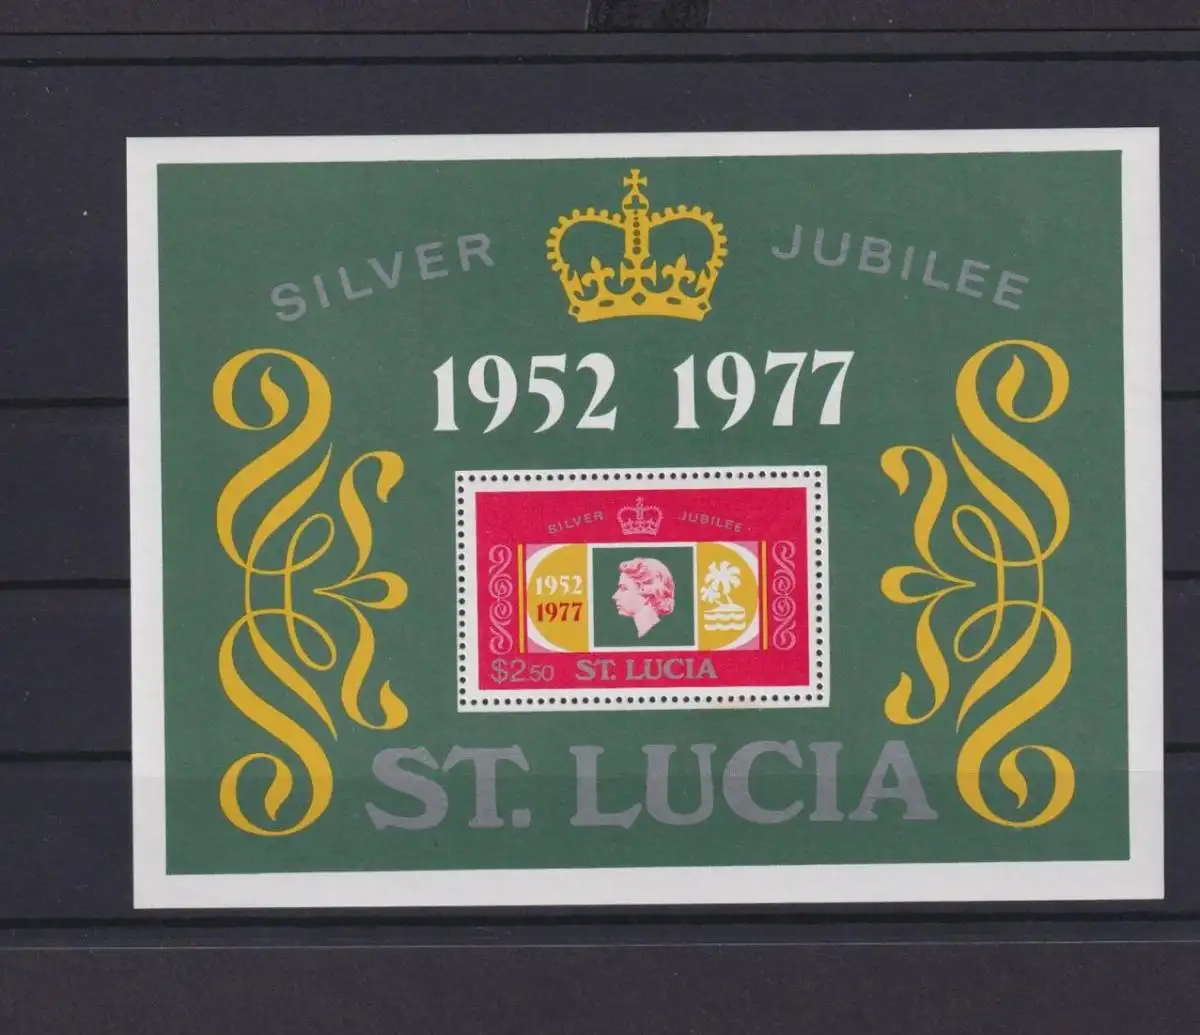 SILVER JUBILEE
1952 1977
SILVER JUBILEE
1952
1977
$2.50 ST. LUCIA
ST. LUCIA